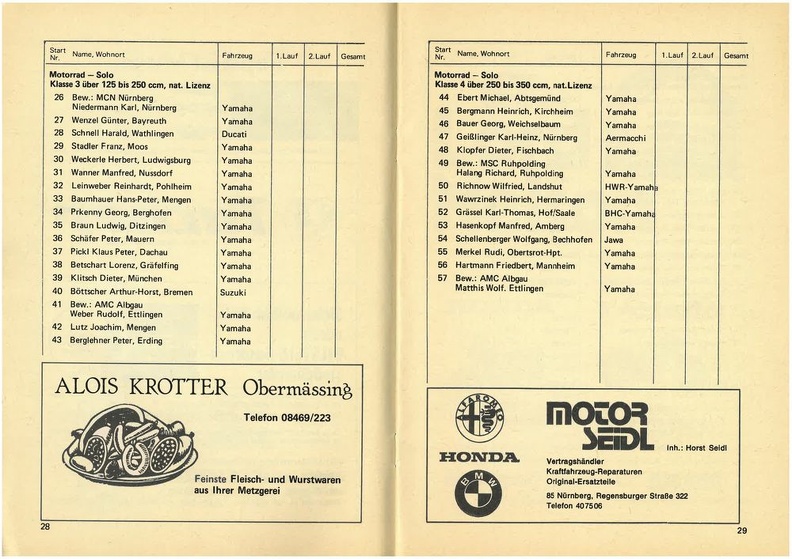 Start Nr. Name, Wohnort Fahrzeug 1.Lauf 2.Lauf Gesamt
Motorrad — Solo
Klasse 3 über 125 bis 250 ccm, nat. Lizenz
26 Bew.: MCN Nürnberg
Niedermann Karl, Nürnberg Yamaha
27 Wenzel Günter, Bayreuth Yamaha
28 Schnell Harald, Wathlingen Ducati
29 Stadler Franz, Moos Yamaha
30 Weckerle Herbert, Ludwigsburg Yamaha
31 Wanner Manfred, Nussdorf Yamaha
32 Leinweber Reinhardt, Pohlheim Yamaha
33 Baumhauer Hans-Peter, Mengen Yamaha
34 Prkenny Georg, Berghofen Yamaha
35 Braun Ludwig, Ditzingen Yamaha
36 Schäfer Peter, Mauern Yamaha
37 Pickl Klaus Peter, Dachau Yamaha
38 Betschart Lorenz, Gräfelfing Yamaha
39 Klitsch Dieter, München Yamaha
40 Böttscher Arthur-Horst, Bremen Suzuki
41 Bew.: AMC Albgau
Weber Rudolf, Ettlingen Yamaha
42 Lutz Joachim, Mengen Yamaha
43 Berglehner Peter, Erding Yamaha
ALOIS KROTTER Obermässing
Telefon 08469/223
Feinste Fleisch- und Wurstwaren
aus Ihrer Metzgerei
28
Start Nr. Name, Wohnort Fahrzeug 1.Lauf 2.Lauf Gesamt
Motorrad — Solo
Klasse 4 über 250 bis 350 ccm, nat.Lizenz
44 Ebert Michael, Abtsgemünd Yamaha
45 Bergmann Heinrich, Kirchheim Yamaha
46 Bauer Georg, Weichselbaum Yamaha
47 Geißlinger Karl-Heinz, Nürnberg Aermacchi
48 Klopfer Dieter, Fischbach Yamaha
49 Bew.: MSC Ruhpolding
Halang Richard, Ruhpolding Yamaha
50 Richnow Wilfried, Landshut HWR-Yamaha
51 Wawrzinek Heinrich, Hermaringen Yamaha
52 Grässel Karl-Thomas, Hof/Saale BHC-Yamaha
53 Hasenkopf Manfred, Amberg Yamaha
54 Schellenberger Wolfgang, Bechhofen Jawa
55 Merkel Rudi, Obertsrot-Hpt. Yamaha
56 Hartmann Friedbert, Mannheim Yamaha
57 Bew.: AMC Albgau
Matthis Wolf. Ettlingen Yamaha
ALFA ROMEO
HONDA
BMW
MOTOR
SEIDL Inh.: Horst Seidl
Vertragshändler
Kraftfahrzeug-Reparaturen
Original-Ersatzteile
85 Nürnberg, Regensburger Straße 322
Telefon 407506
29